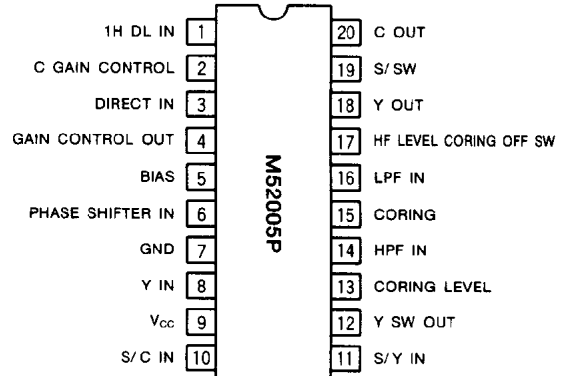 1H DL IN 1
C GAIN CONTROL 2
DIRECT IN 3
GAIN CONTROL OUT 4
BIAS 5
PHASE SHIFTER IN 6
GND 7
Y IN 8
Vcc 9
S/C IN 10
M52005P
20 C OUT
19 S/SW
18 Y OUT
17 HF LEVEL CORING OFF SW
16 LPF IN
15 CORING
14 HPF IN
13 CORING LEVEL
12 Y SW OUT
11 S/Y IN